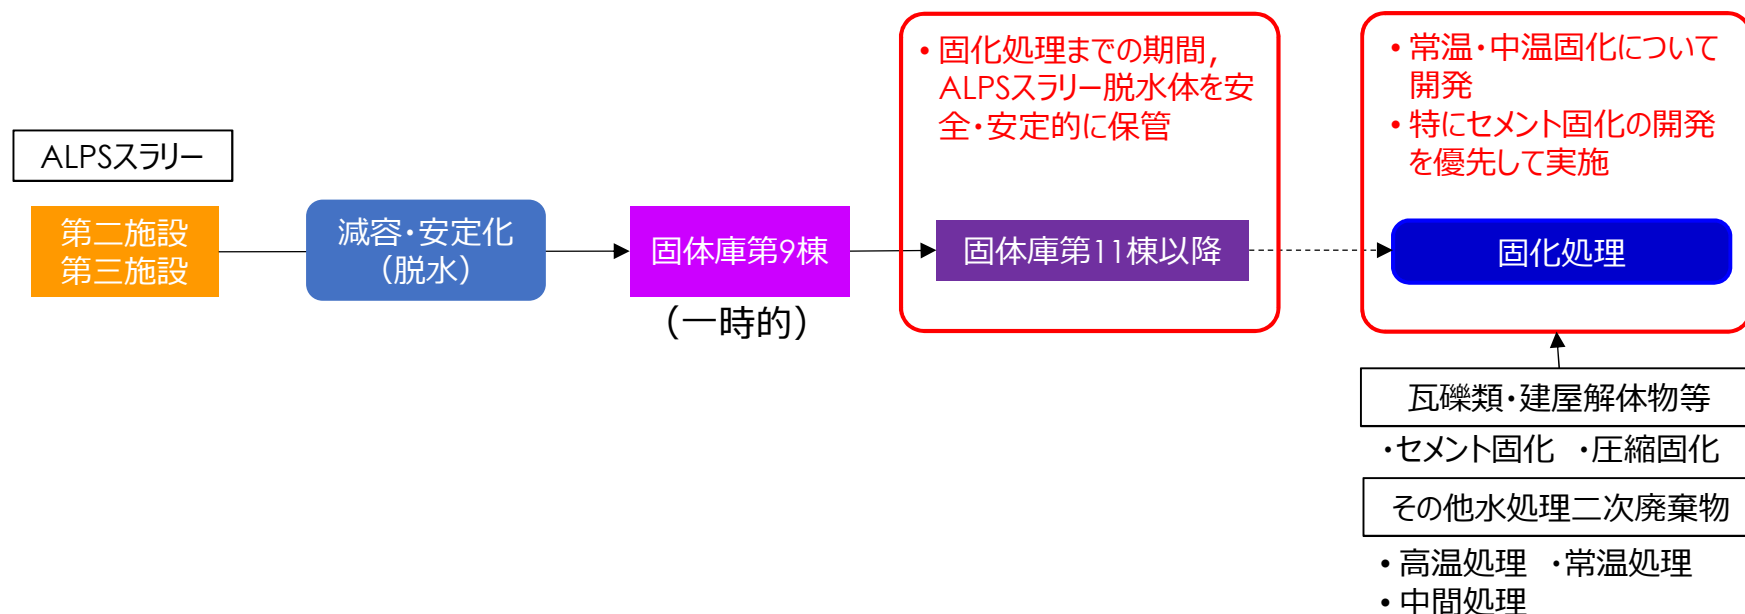 ALPSスラリー
第二施設
第三施設
減容・安定化
（脱水）
固体庫第9棟
（一時的）
• 固化処理までの期間，
ALPSスラリー脱水体を安
全・安定的に保管
固体庫第11棟以降
• 常温・中温固化について
開発
• 特にセメント固化の開発
を優先して実施
固化処理
瓦礫類・建屋解体物等
・セメント固化　・圧縮固化
その他水処理二次廃棄物
• 高温処理　・常温処理
• 中間処理